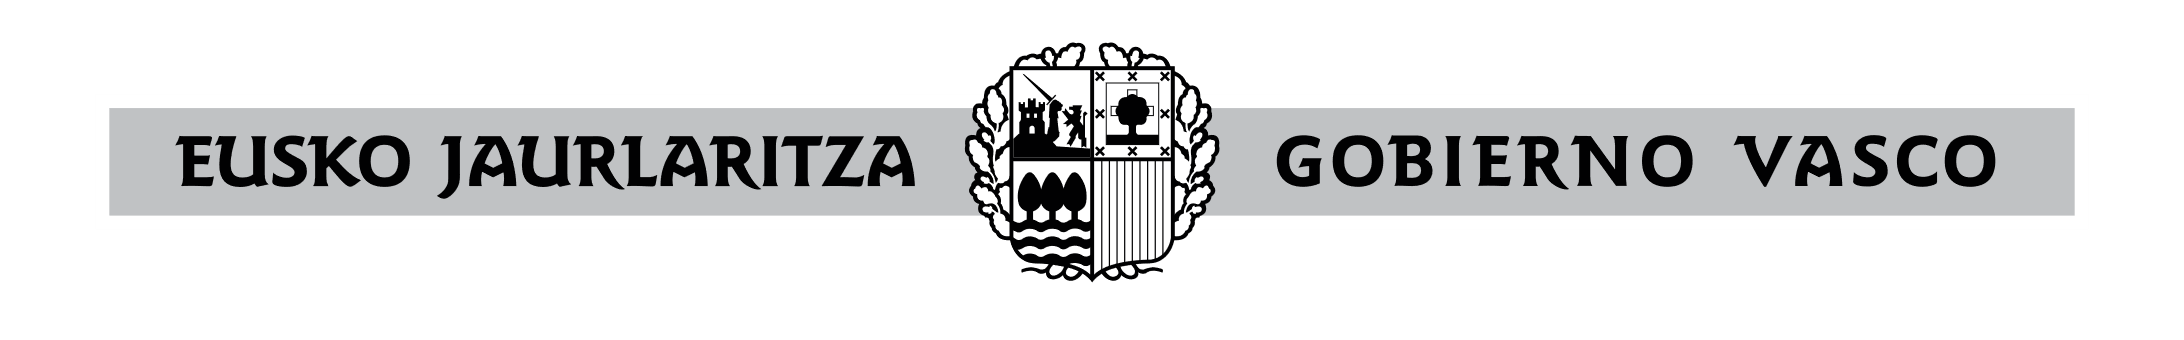 EUSKO JAURLARITZA GOBIERNO VASCO